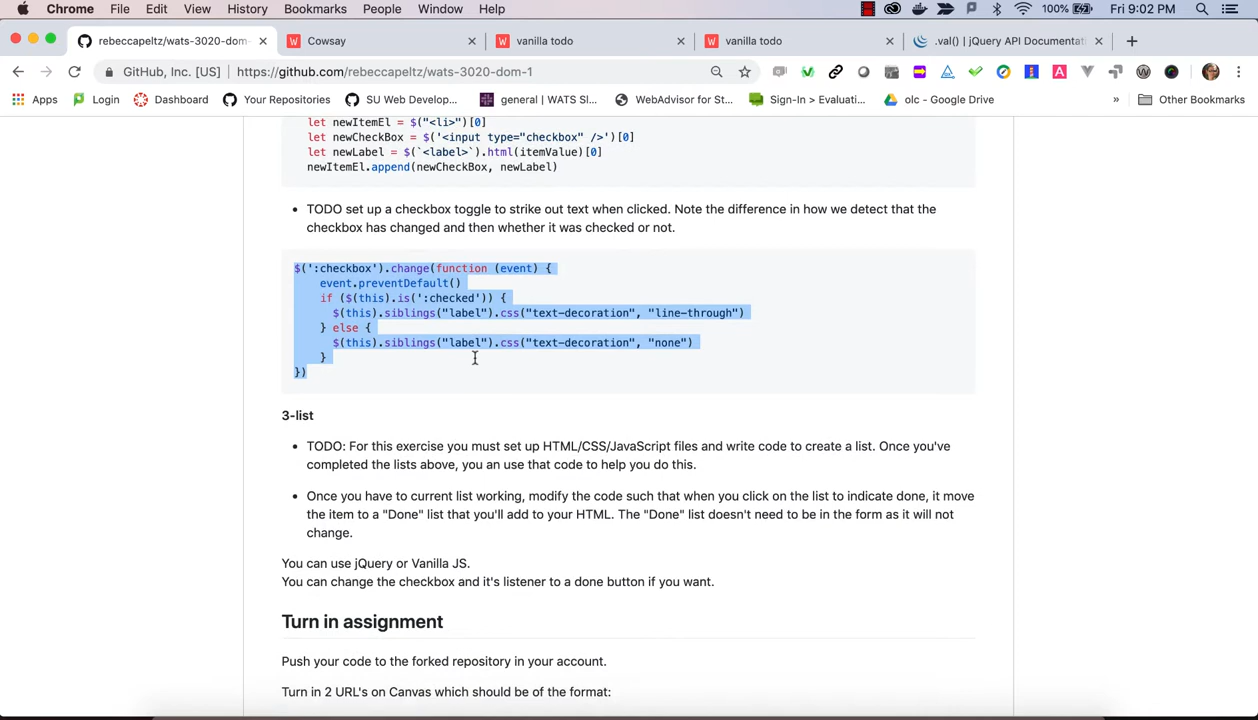 Chrome File Edit View History Bookmarks People Window Help 100% Fri 9:02 PM
rebeccapeltz/wats-3020-dom- Cowsay vanilla todo vanilla todo .val() | jQuery API Documentati
GitHub, Inc. [US] https://github.com/rebeccapeltz/wats-3020-dom-1
Apps Login Dashboard Your Repositories SU Web Develop... general | WATS Sl... WebAdvisor for St... Sign-In > Evaluati... olc - Google Drive » Other Bookmarks
let newItemEl = $("<li>")[0]
let newCheckBox = $('<input type="checkbox" />')[0]
let newLabel = $(`<label>`).html(itemValue)[0]
newItemEl.append(newCheckBox, newLabel)
• TODO set up a checkbox toggle to strike out text when clicked. Note the difference in how we detect that the
checkbox has changed and then whether it was checked or not.
$(':checkbox').change(function (event) {
event.preventDefault()
if ($(this).is(':checked')) {
$(this).siblings("label").css("text-decoration", "line-through")
} else {
$(this).siblings("label").css("text-decoration", "none")
}
})
3-list
• TODO: For this exercise you must set up HTML/CSS/JavaScript files and write code to create a list. Once you've
completed the lists above, you an use that code to help you do this.
• Once you have to current list working, modify the code such that when you click on the list to indicate done, it move
the item to a "Done" list that you'll add to your HTML. The "Done" list doesn't need to be in the form as it will not
change.
You can use jQuery or Vanilla JS.
You can change the checkbox and it's listener to a done button if you want.
Turn in assignment
Push your code to the forked repository in your account.
Turn in 2 URL's on Canvas which should be of the format: